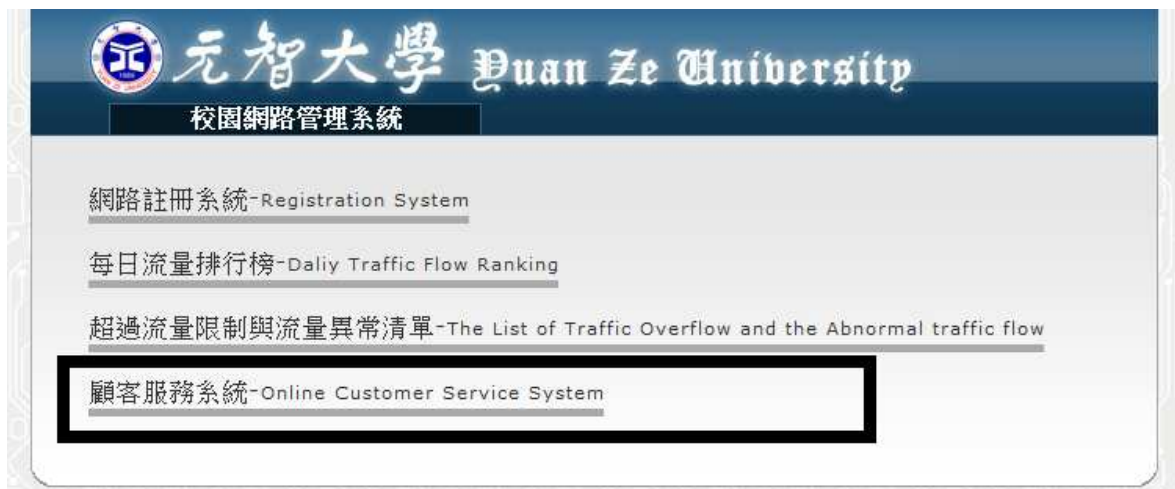 元智大學 Yuan Ze University
校園網路管理系統
網路註冊系統-Registration System
每日流量排行榜-Daliy Traffic Flow Ranking
超過流量限制與流量異常清單-The List of Traffic Overflow and the Abnormal traffic flow
顧客服務系統-Online Customer Service System